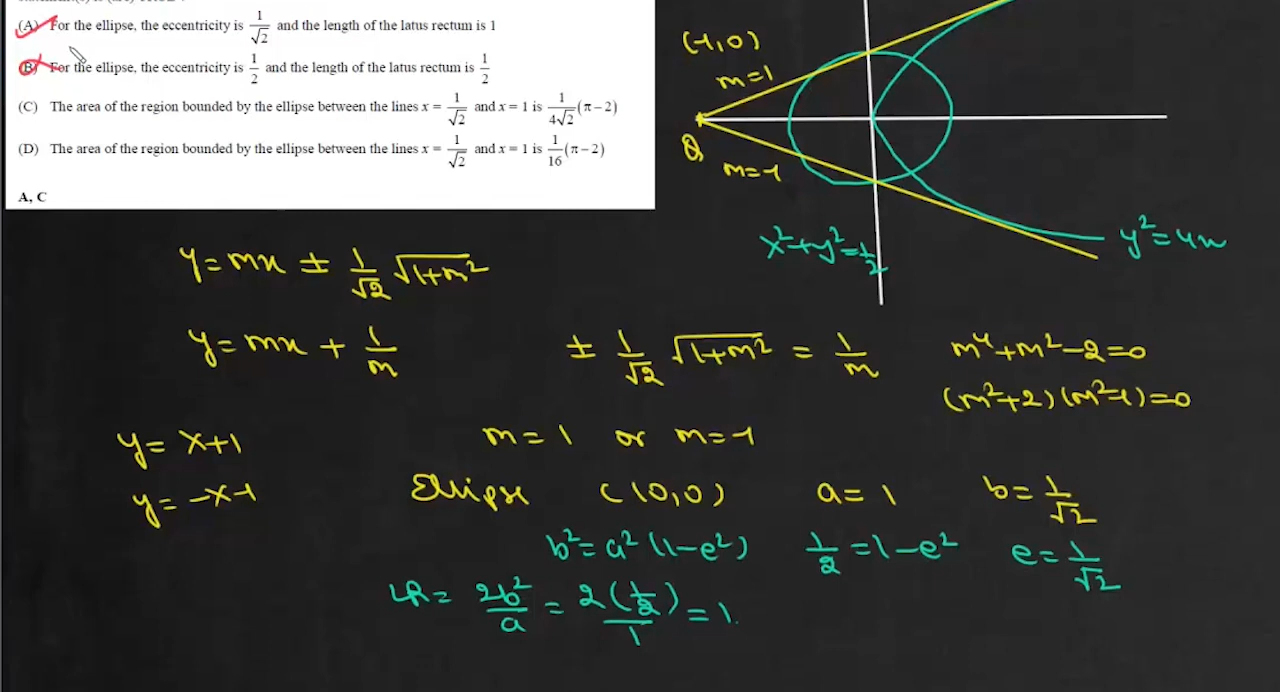 (A) For the ellipse, the eccentricity is 1/√2 and the length of the latus rectum is 1
(B) For the ellipse, the eccentricity is 1/2 and the length of the latus rectum is 1/2
(C) The area of the region bounded by the ellipse between the lines x = 1/√2 and x = 1 is 1/(4√2) (π – 2)
(D) The area of the region bounded by the ellipse between the lines x = 1/√2 and x = 1 is 1/16 (π – 2)
A, C
(-1,0)
m=1
Q
m=-1
x²+y²=1/2
y²=4x
y=mx ± 1/√2 √1+m²
y=mx + 1/m
± 1/√2 √1+m² = 1/m
m⁴+m²-2=0
(m²+2)(m²-1)=0
y= x+1
m=1 or m=-1
y= -x-1
Ellipse C(0,0) a=1 b=1/√2
b²=a²(1-e²) 1/2=1-e² e=1/√2
LR= 2b²/a = 2(1/2)/1 = 1.